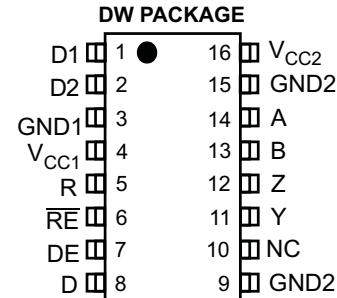 DW PACKAGE
D1 1 16 VCC2
D2 2 15 GND2
GND1 3 14 A
VCC1 4 13 B
R 5 12 Z
R̅E̅ 6 11 Y
DE 7 10 NC
D 8 9 GND2